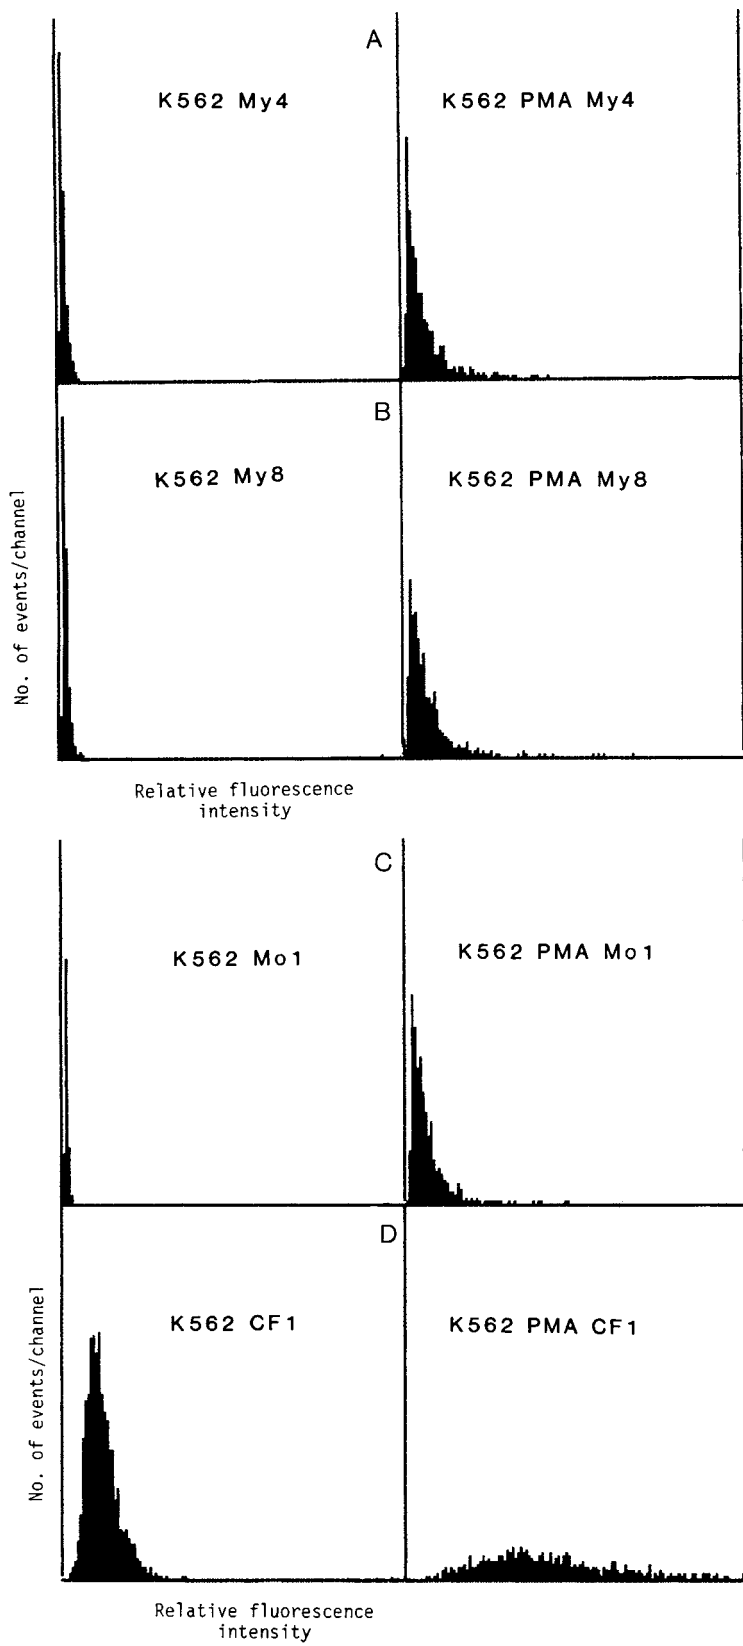 A
K562 My4
K562 PMA My4
B
K562 My8
K562 PMA My8
No. of events/channel
Relative fluorescence
intensity
C
K562 Mo1
K562 PMA Mo1
D
K562 CF1
K562 PMA CF1
No. of events/channel
Relative fluorescence
intensity